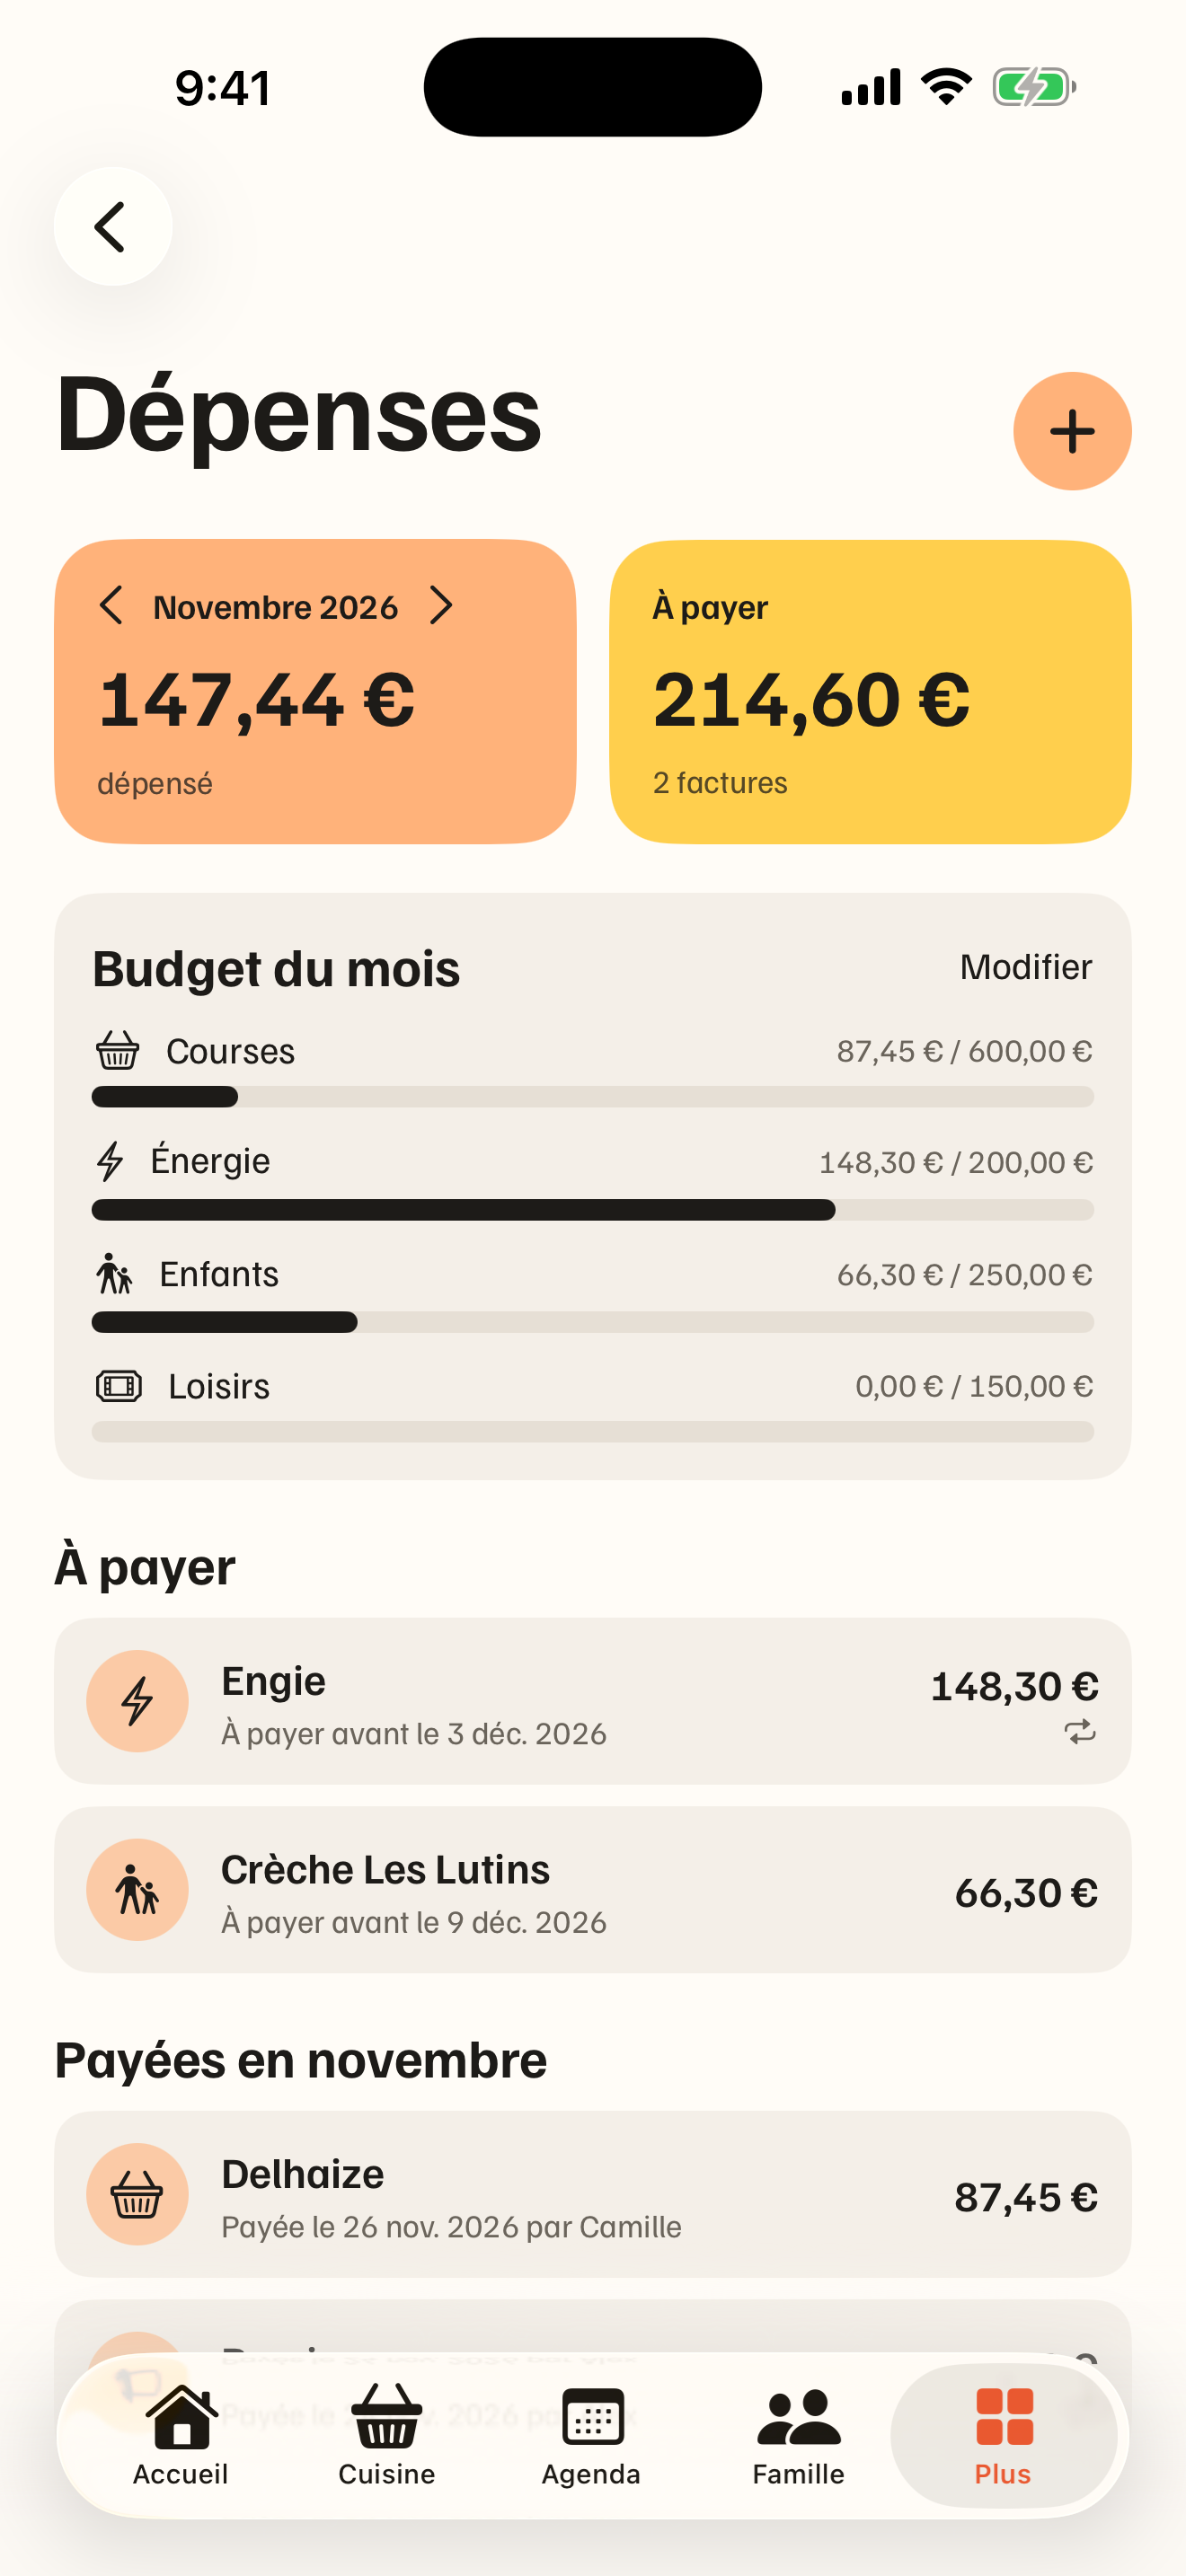 9:41
Dépenses
Novembre 2026
147,44 €
dépensé
À payer
214,60 €
2 factures
Budget du mois
Modifier
Courses
87,45 € / 600,00 €
Énergie
148,30 € / 200,00 €
Enfants
66,30 € / 250,00 €
Loisirs
0,00 € / 150,00 €
À payer
Engie
148,30 €
À payer avant le 3 déc. 2026
Crèche Les Lutins
66,30 €
À payer avant le 9 déc. 2026
Payées en novembre
Delhaize
87,45 €
Payée le 26 nov. 2026 par Camille
Accueil
Cuisine
Agenda
Famille
Plus